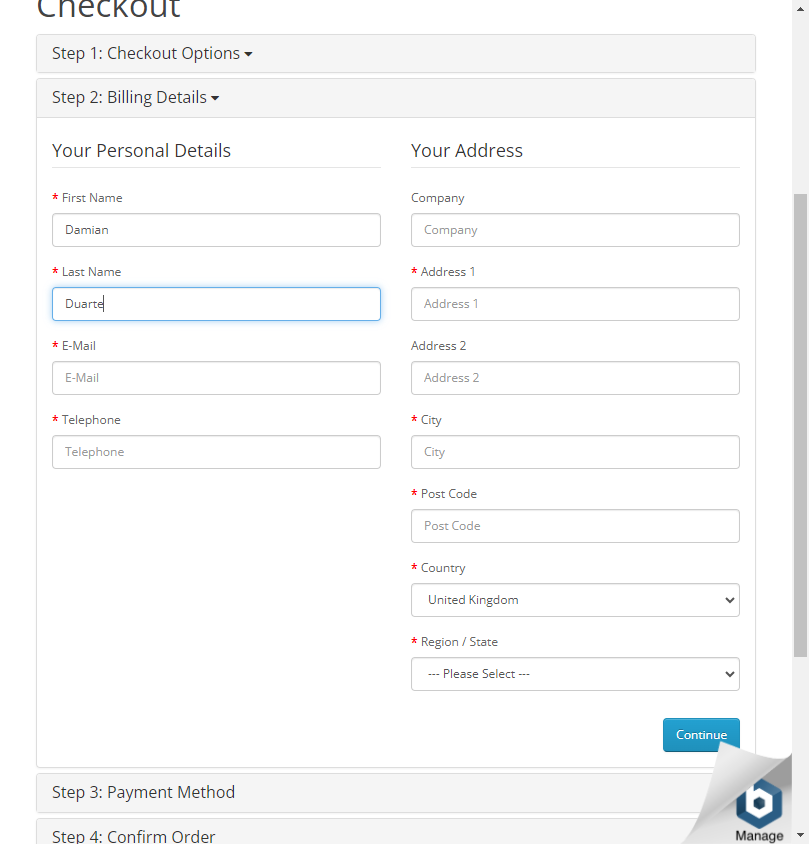 Checkout
Step 1: Checkout Options
Step 2: Billing Details
Your Personal Details
* First Name
Damian
* Last Name
Duarte
* E-Mail
E-Mail
* Telephone
Telephone
Your Address
Company
Company
* Address 1
Address 1
Address 2
Address 2
* City
City
* Post Code
Post Code
* Country
United Kingdom
* Region / State
--- Please Select ---
Continue
Step 3: Payment Method
Step 4: Confirm Order
Manage